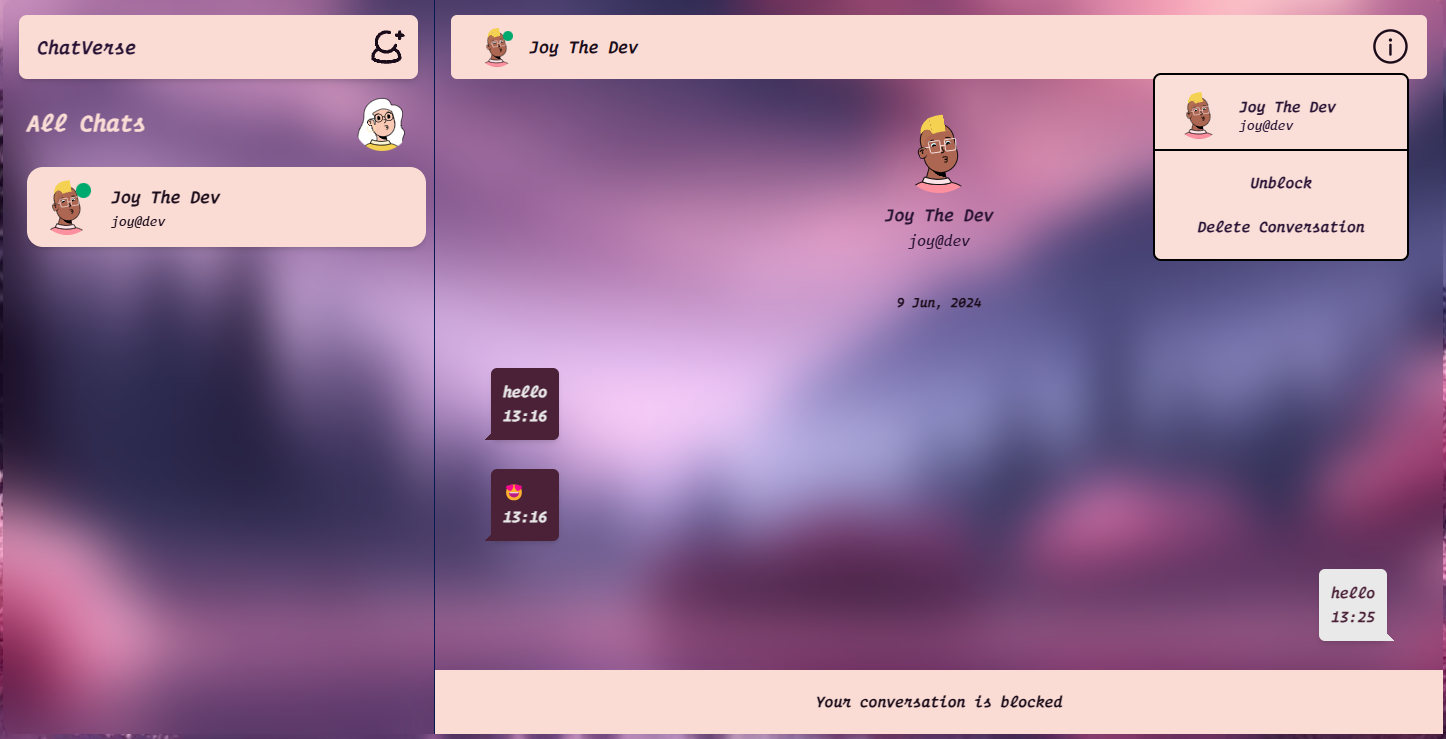 ChatVerse
All Chats
Joy The Dev
joy@dev
Joy The Dev
Joy The Dev
joy@dev
Unblock
Delete Conversation
Joy The Dev
joy@dev
9 Jun, 2024
hello
13:16
😍
13:16
hello
13:25
Your conversation is blocked